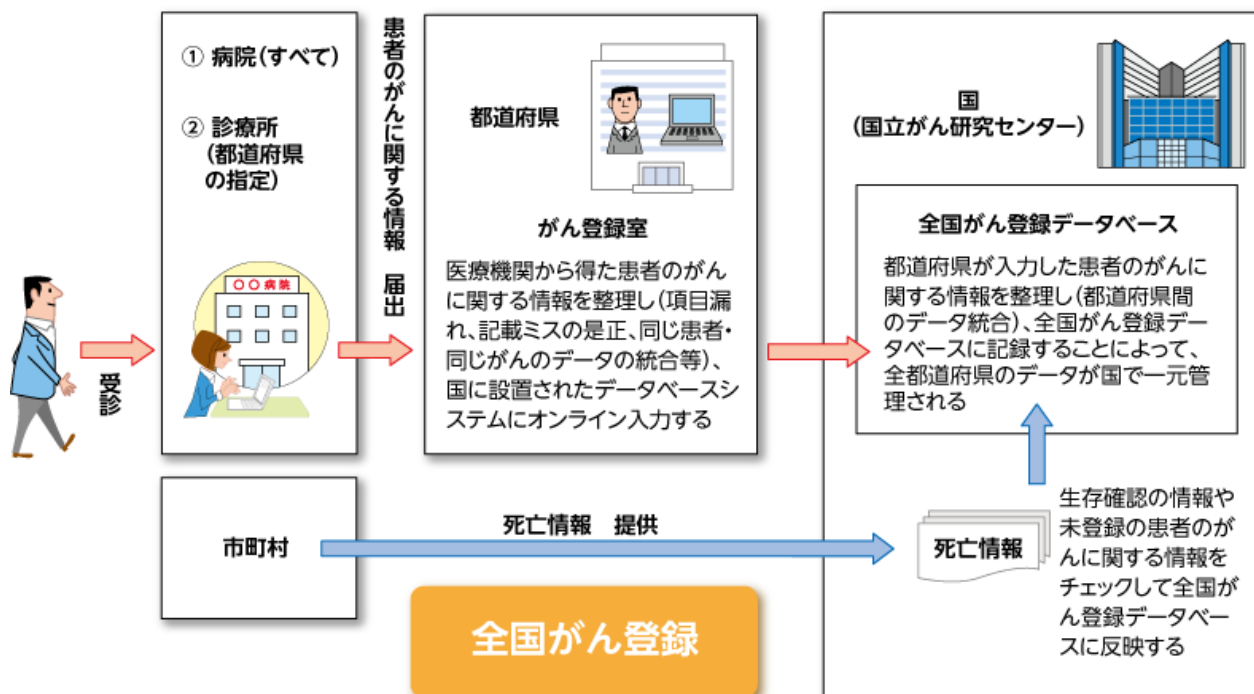 ① 病院(すべて)
② 診療所
(都道府県
の指定)
〇〇病院
受診
患者のがんに関する情報　届出
都道府県
がん登録室
医療機関から得た患者のがん
に関する情報を整理し(項目漏
れ、記載ミスの是正、同じ患者・
同じがんのデータの統合等)、
国に設置されたデータベースシ
ステムにオンライン入力する
国
(国立がん研究センター)
全国がん登録データベース
都道府県が入力した患者のがんに
関する情報を整理し(都道府県間
のデータ統合)、全国がん登録デー
タベースに記録することによって、
全都道府県のデータが国で一元管
理される
市町村
死亡情報　提供
死亡情報
生存確認の情報や
未登録の患者のが
んに関する情報を
チェックして全国が
ん登録データベー
スに反映する
全国がん登録